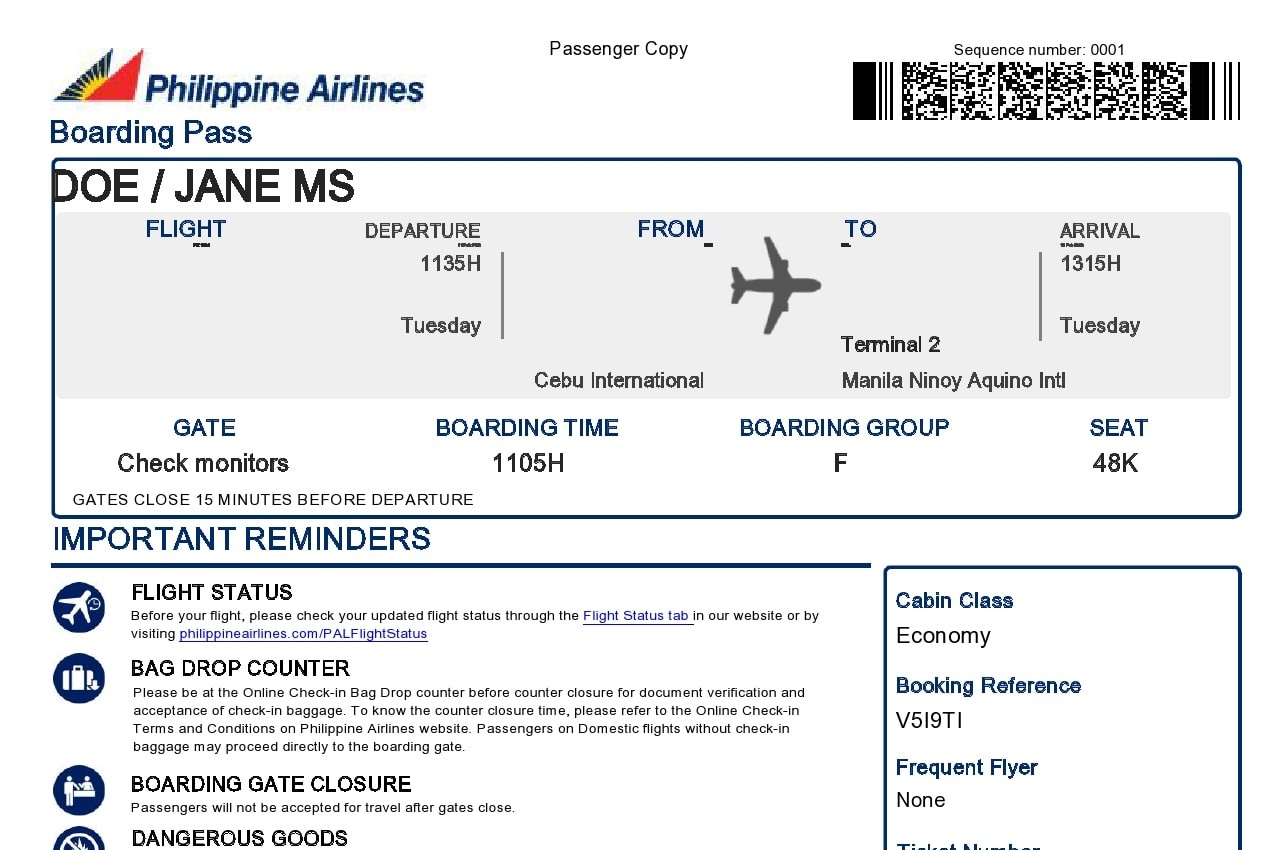 Passenger Copy
Sequence number: 0001
Philippine Airlines
Boarding Pass
DOE / JANE MS
FLIGHT DEPARTURE FROM TO ARRIVAL
1135H 1315H
Tuesday Tuesday
Terminal 2
Cebu International Manila Ninoy Aquino Intl
GATE BOARDING TIME BOARDING GROUP SEAT
Check monitors 1105H F 48K
GATES CLOSE 15 MINUTES BEFORE DEPARTURE
IMPORTANT REMINDERS
FLIGHT STATUS
Before your flight, please check your updated flight status through the Flight Status tab in our website or by
visiting philippineairlines.com/PALFlightStatus
BAG DROP COUNTER
Please be at the Online Check-in Bag Drop counter before counter closure for document verification and
acceptance of check-in baggage. To know the counter closure time, please refer to the Online Check-in
Terms and Conditions on Philippine Airlines website. Passengers on Domestic flights without check-in
baggage may proceed directly to the boarding gate.
BOARDING GATE CLOSURE
Passengers will not be accepted for travel after gates close.
DANGEROUS GOODS
Cabin Class
Economy
Booking Reference
V5I9TI
Frequent Flyer
None
Ticket Number